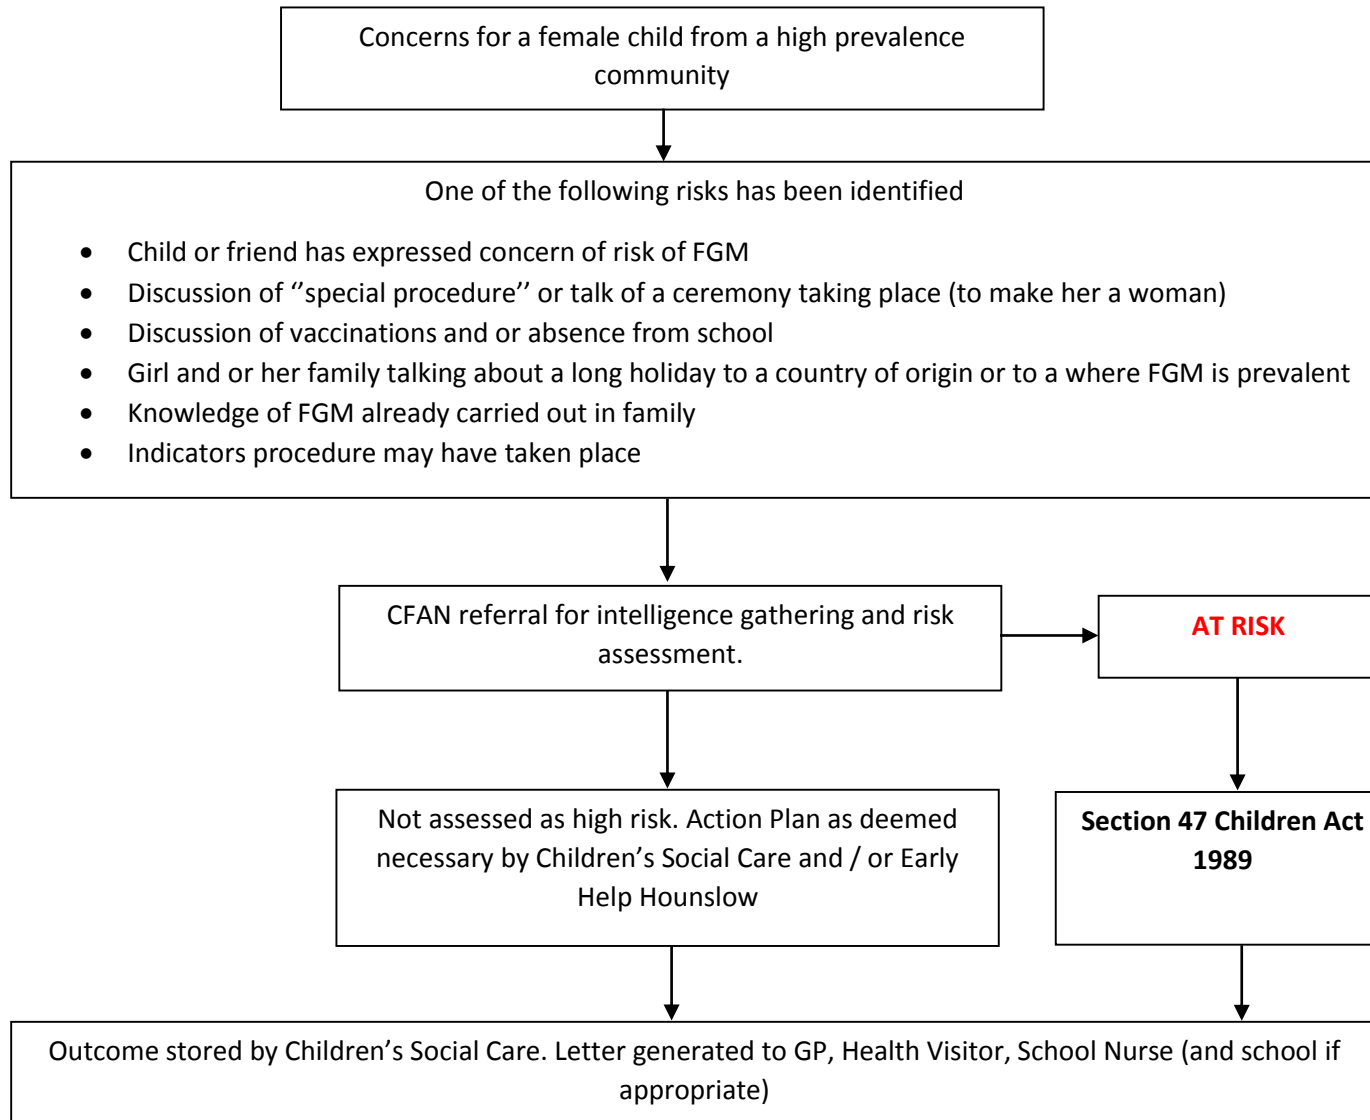 Concerns for a female child from a high prevalence
community
One of the following risks has been identified
• Child or friend has expressed concern of risk of FGM
• Discussion of ‘’special procedure’’ or talk of a ceremony taking place (to make her a woman)
• Discussion of vaccinations and or absence from school
• Girl and or her family talking about a long holiday to a country of origin or to a where FGM is prevalent
• Knowledge of FGM already carried out in family
• Indicators procedure may have taken place
CFAN referral for intelligence gathering and risk
assessment.
AT RISK
Not assessed as high risk. Action Plan as deemed
necessary by Children’s Social Care and / or Early
Help Hounslow
Section 47 Children Act
1989
Outcome stored by Children’s Social Care. Letter generated to GP, Health Visitor, School Nurse (and school if
appropriate)